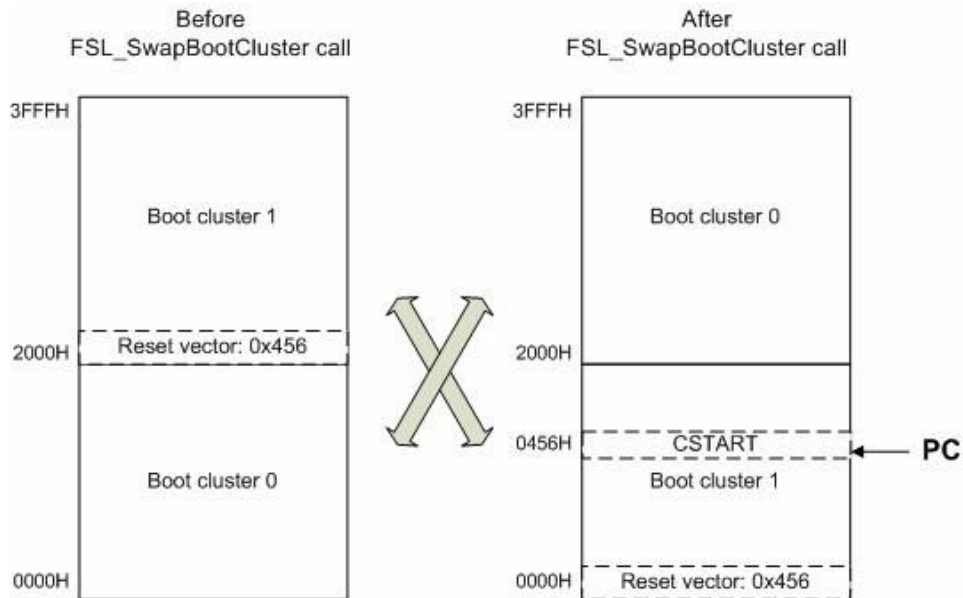 Before
FSL_SwapBootCluster call
3FFFH
Boot cluster 1
Reset vector: 0x456
2000H
Boot cluster 0
0000H
After
FSL_SwapBootCluster call
3FFFH
Boot cluster 0
2000H
0456H
CSTART
PC
Boot cluster 1
0000H
Reset vector: 0x456